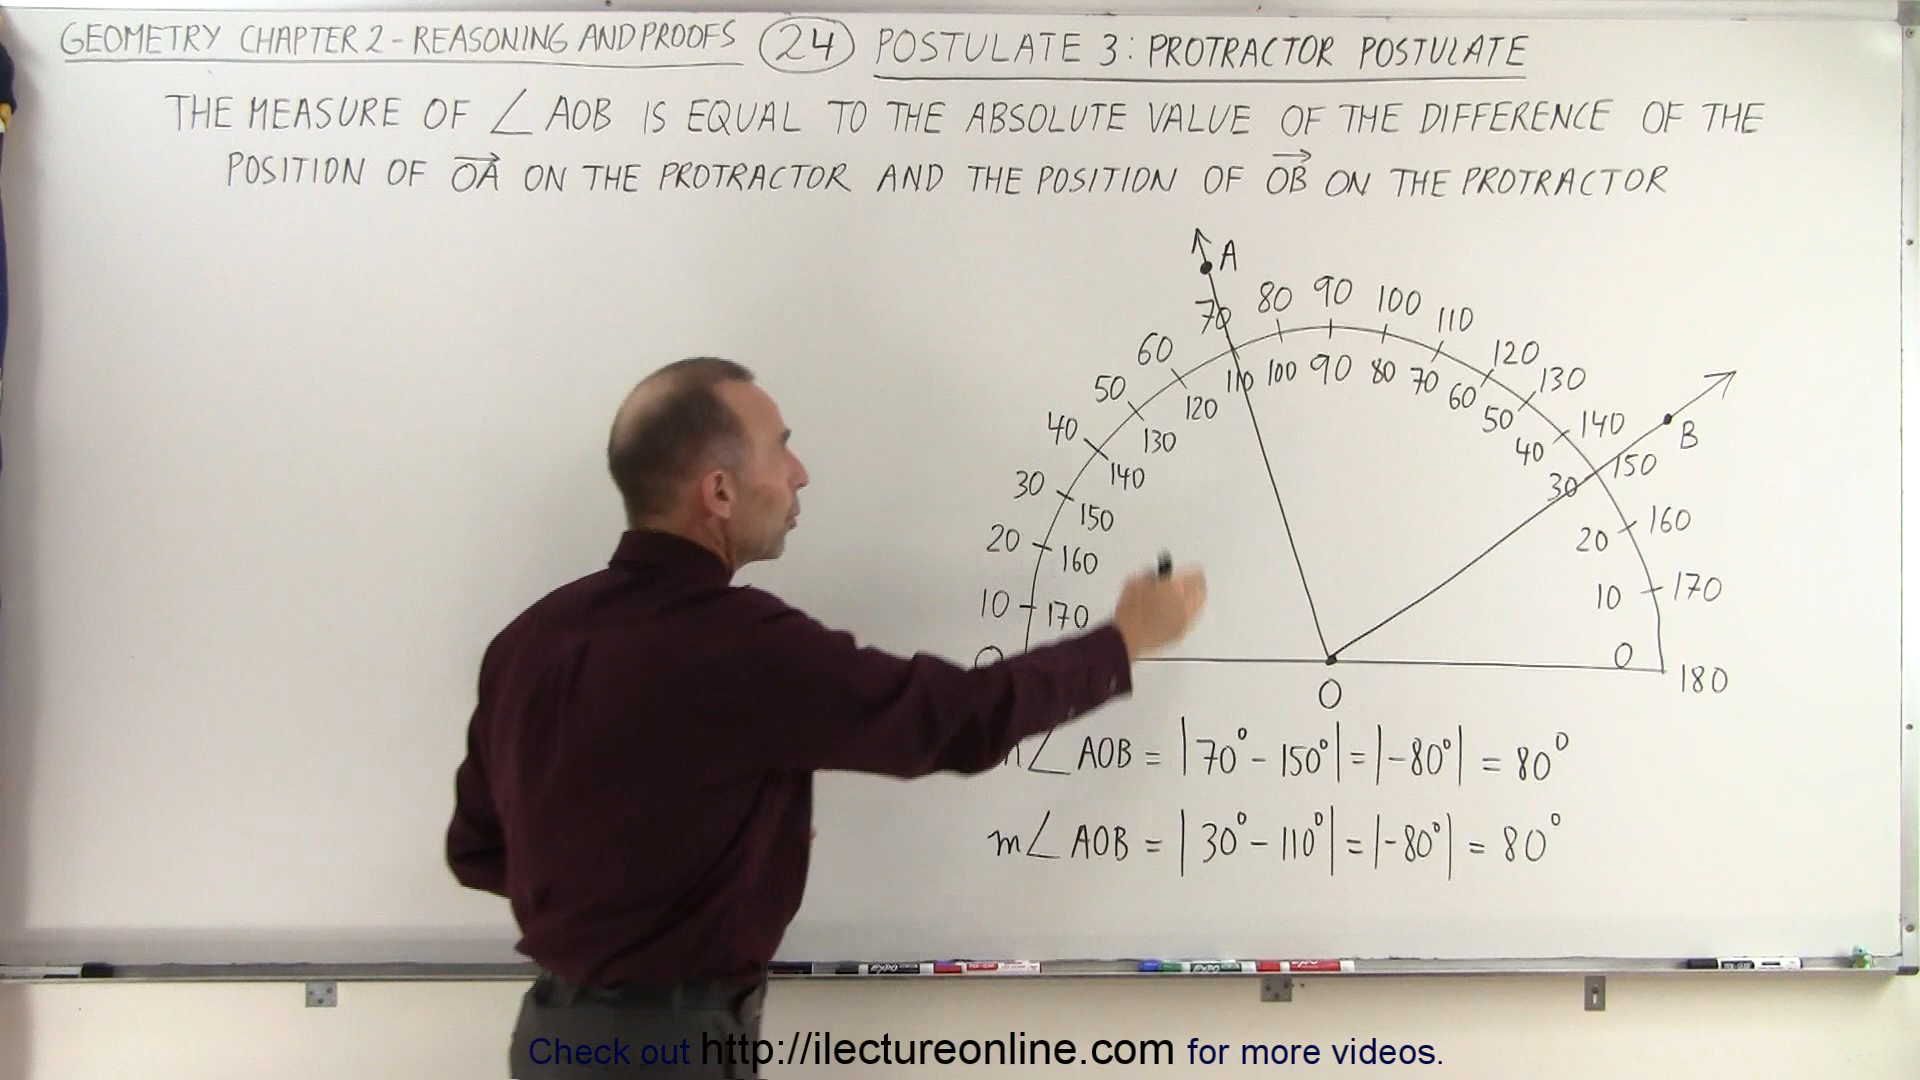 GEOMETRY CHAPTER 2 - REASONING AND PROOFS 24 POSTULATE 3: PROTRACTOR POSTULATE
THE MEASURE OF ∠ AOB IS EQUAL TO THE ABSOLUTE VALUE OF THE DIFFERENCE OF THE
POSITION OF OA→ ON THE PROTRACTOR AND THE POSITION OF OB→ ON THE PROTRACTOR
A
70 80 90 100 110
60 120
50 130
40 140
30 150
20 160
10 170
0 180
110 100 90 80 70
120 60
130 50
140 40
150 30
160 20
170 10
0
B
O
∠ AOB = |70° - 150°| = |-80°| = 80°
m∠ AOB = |30° - 110°| = |-80°| = 80°
Check out http://ilectureonline.com for more videos.